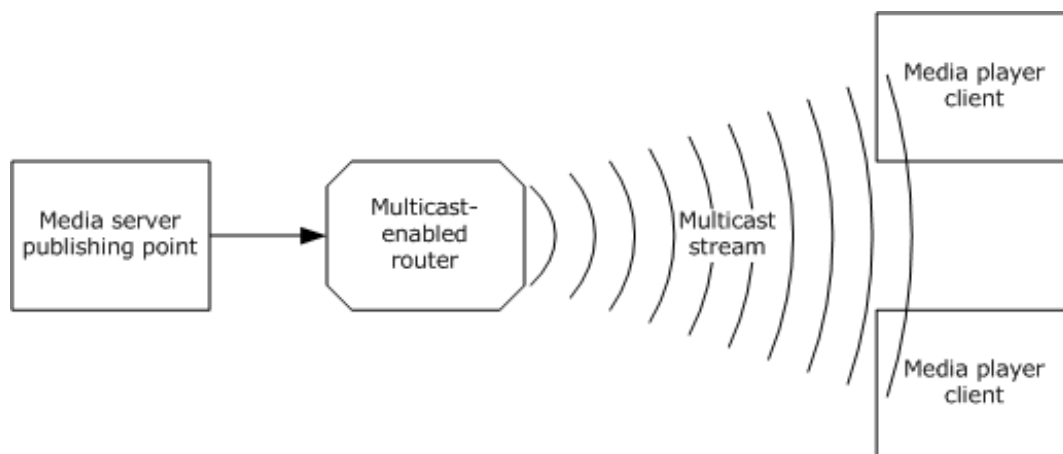 Media server
publishing point
Multicast-
enabled
router
Multicast
stream
Media player
client
Media player
client